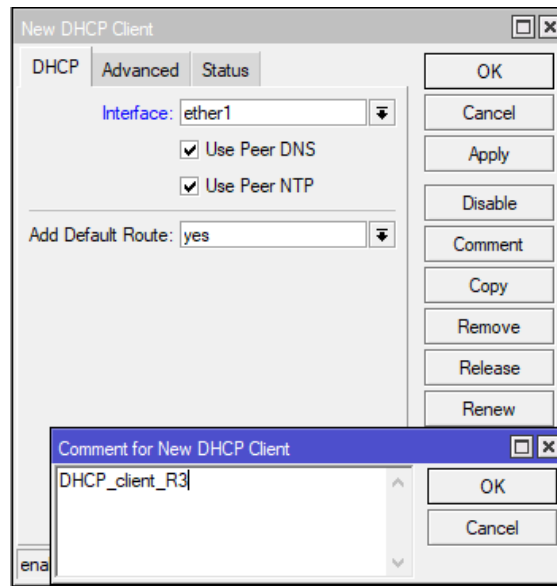 New DHCP Client
DHCP Advanced Status
Interface: ether1
Use Peer DNS
Use Peer NTP
Add Default Route: yes
OK
Cancel
Apply
Disable
Comment
Copy
Remove
Release
Renew
Comment for New DHCP Client
DHCP_client_R3
OK
Cancel
ena